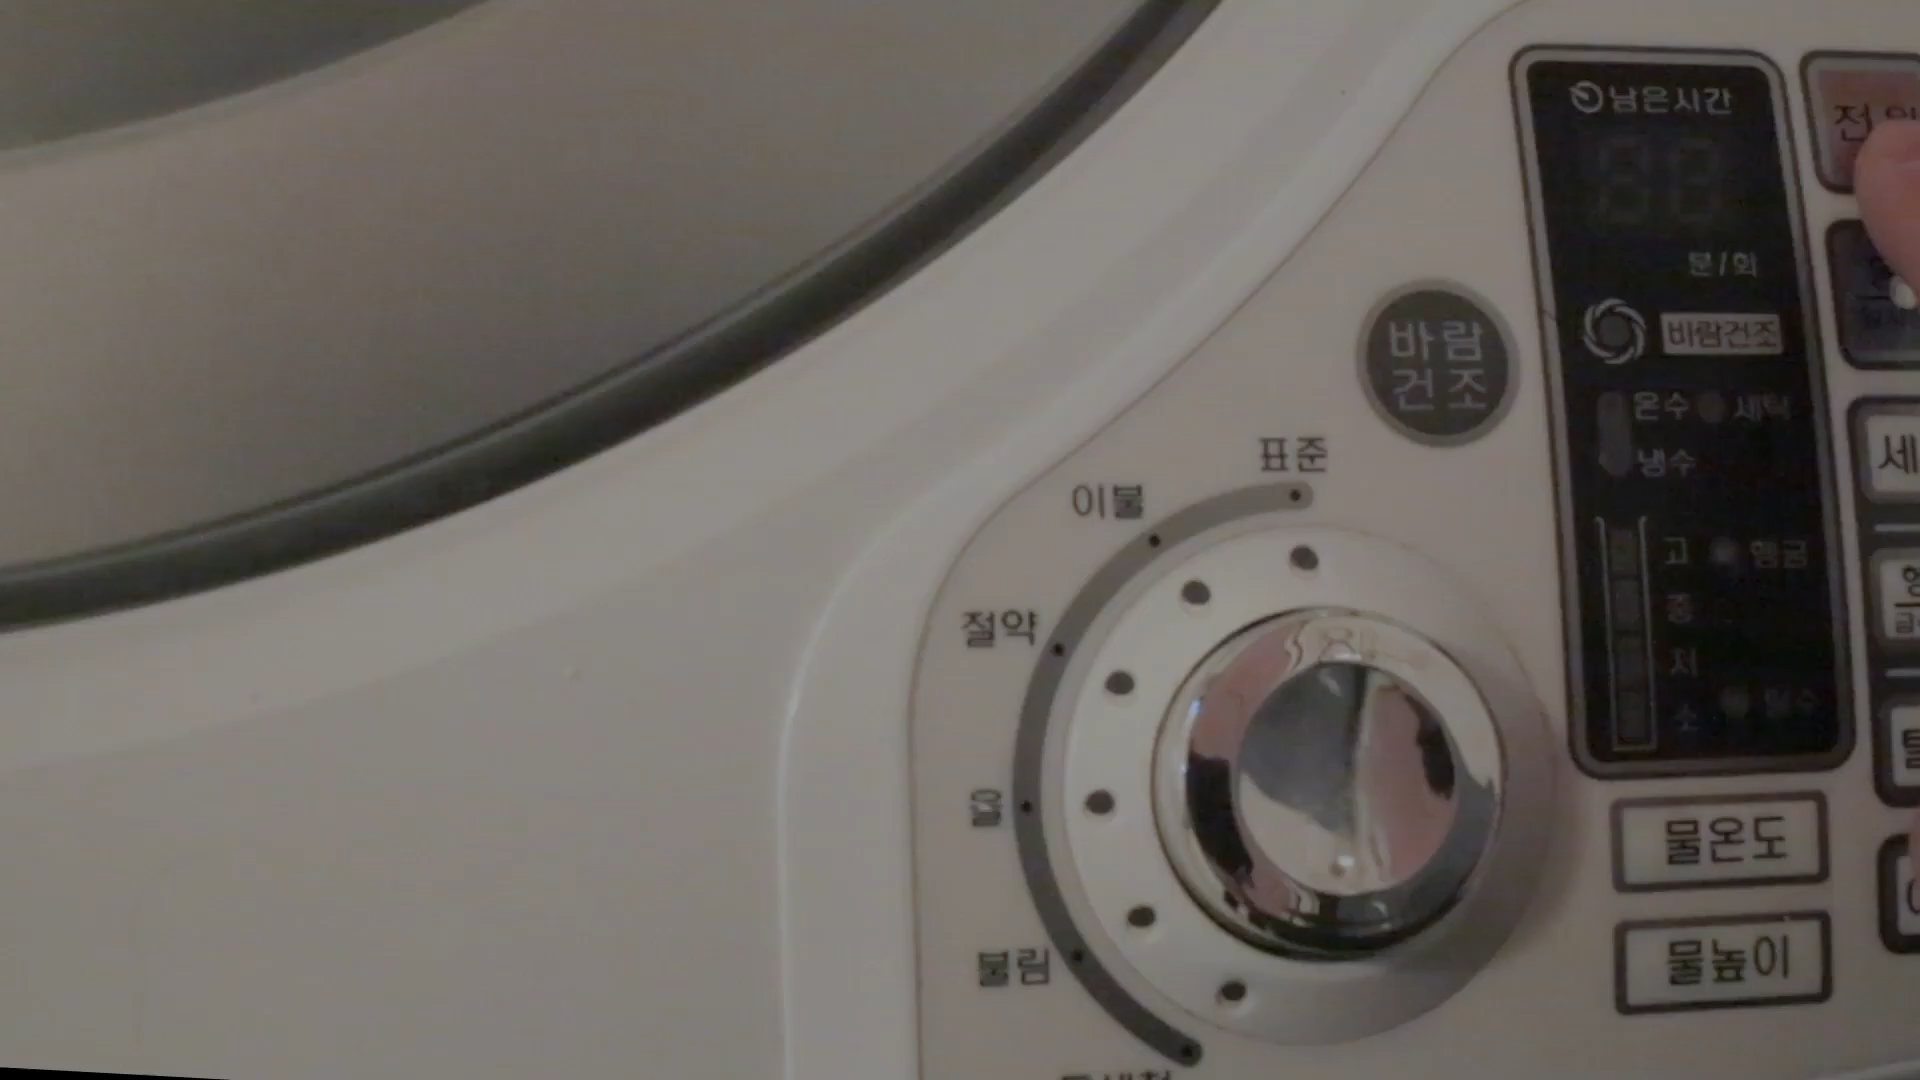 남은시간
분/회
바람건조
온수 세탁
냉수
고 헹굼
중
저
소 탈수
바람
건조
표준
이불
절약
울
불림
물온도
물높이